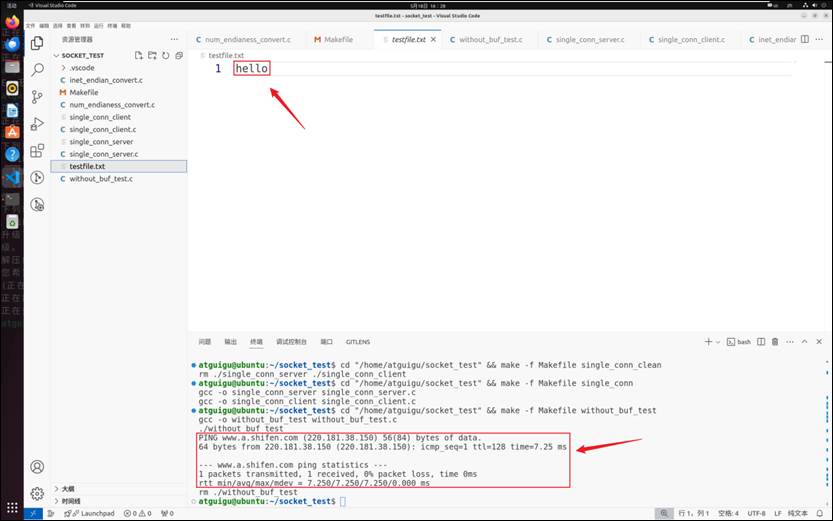 活动
Visual Studio Code
5月18日 16：28
zh
testfile.txt - socket_test - Visual Studio Code
文件 编辑 选择 查看 转到 运行 终端 帮助
资源管理器
SOCKET_TEST
.vscode
inet_endian_convert.c
Makefile
num_endianess_convert.c
single_conn_client
single_conn_client.c
single_conn_server
single_conn_server.c
testfile.txt
without_buf_test.c
大纲
时间线
num_endianess_convert.c
Makefile
testfile.txt
without_buf_test.c
single_conn_server.c
single_conn_client.c
inet_endian
testfile.txt
1 hello
问题 输出 终端 调试控制台 端口 GITLENS
bash
atguigu@ubuntu:~/socket_test$ cd "/home/atguigu/socket_test" && make -f Makefile single_conn_clean
rm ./single_conn_server ./single_conn_client
atguigu@ubuntu:~/socket_test$ cd "/home/atguigu/socket_test" && make -f Makefile single_conn
gcc -o single_conn_server single_conn_server.c
gcc -o single_conn_client single_conn_client.c
atguigu@ubuntu:~/socket_test$ cd "/home/atguigu/socket_test" && make -f Makefile without_buf_test
gcc -o without_buf_test without_buf_test.c
./without_buf_test
PING www.a.shifen.com (220.181.38.150) 56(84) bytes of data.
64 bytes from 220.181.38.150 (220.181.38.150): icmp_seq=1 ttl=128 time=7.25 ms
--- www.a.shifen.com ping statistics ---
1 packets transmitted, 1 received, 0% packet loss, time 0ms
rtt min/avg/max/mdev = 7.250/7.250/7.250/0.000 ms
rm ./without_buf_test
atguigu@ubuntu:~/socket_test$
Launchpad
0 0
0
行 1，列 1
空格: 4
UTF-8
LF
纯文本